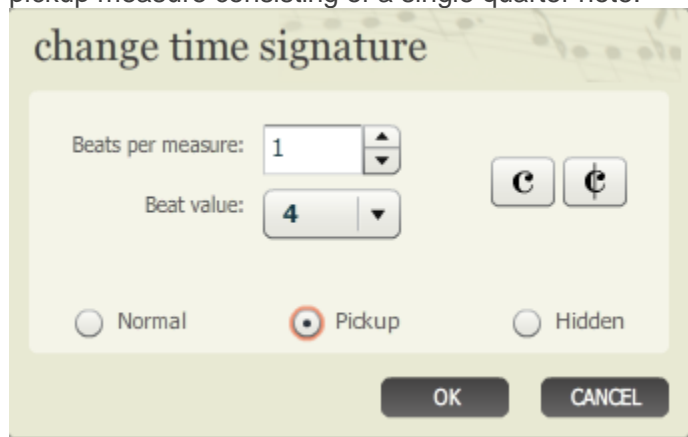 pickup measure consisting of a single quarter note.
change time signature
Beats per measure: 1
Beat value: 4
Normal Pickup Hidden
OK CANCEL